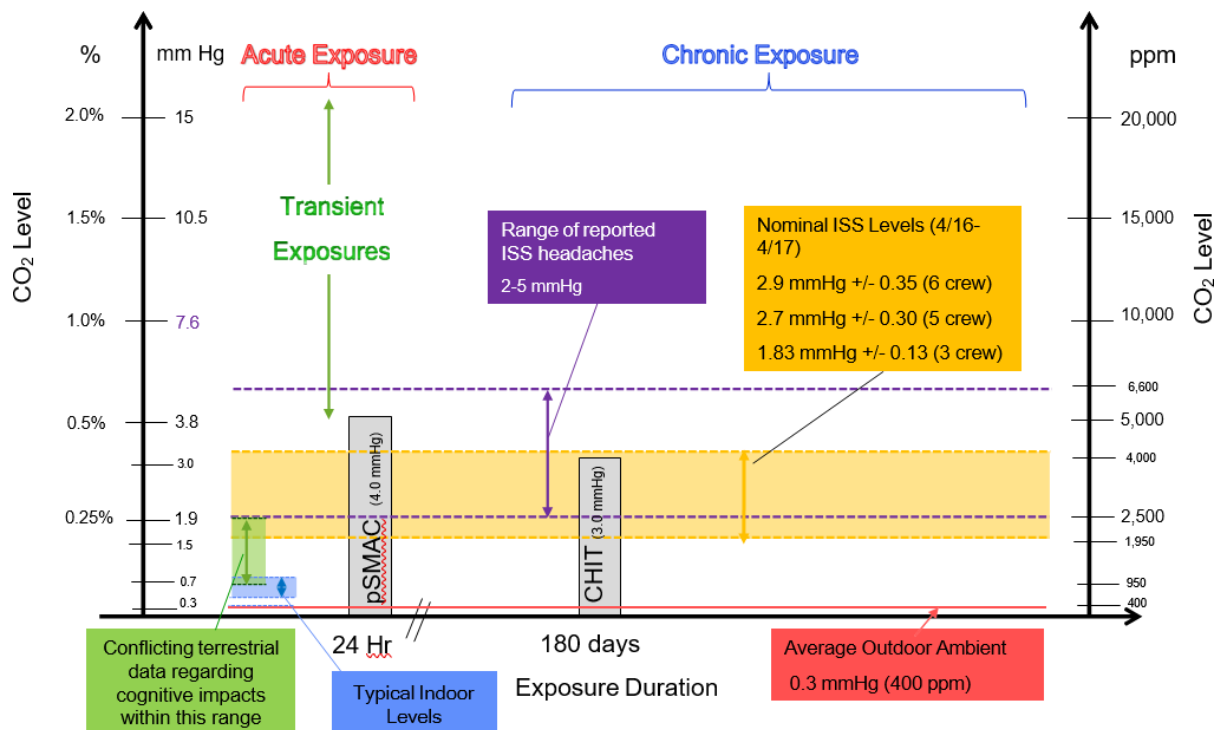 %
mm Hg
Acute Exposure
Chronic Exposure
ppm
2.0%
15
20,000
Transient
Exposures
1.5%
10.5
15,000
CO2 Level
CO2 Level
Range of reported
ISS headaches
2-5 mmHg
Nominal ISS Levels (4/16-
4/17)
2.9 mmHg +/- 0.35 (6 crew)
2.7 mmHg +/- 0.30 (5 crew)
1.83 mmHg +/- 0.13 (3 crew)
1.0%
7.6
10,000
6,600
0.5%
3.8
5,000
3.0
4,000
pSMAC (4.0 mmHg)
CHIT (3.0 mmHg)
0.25%
1.9
2,500
1.5
1,950
0.7
950
0.3
400
24 Hr
180 days
Exposure Duration
Conflicting terrestrial
data regarding
cognitive impacts
within this range
Typical Indoor
Levels
Average Outdoor Ambient
0.3 mmHg (400 ppm)